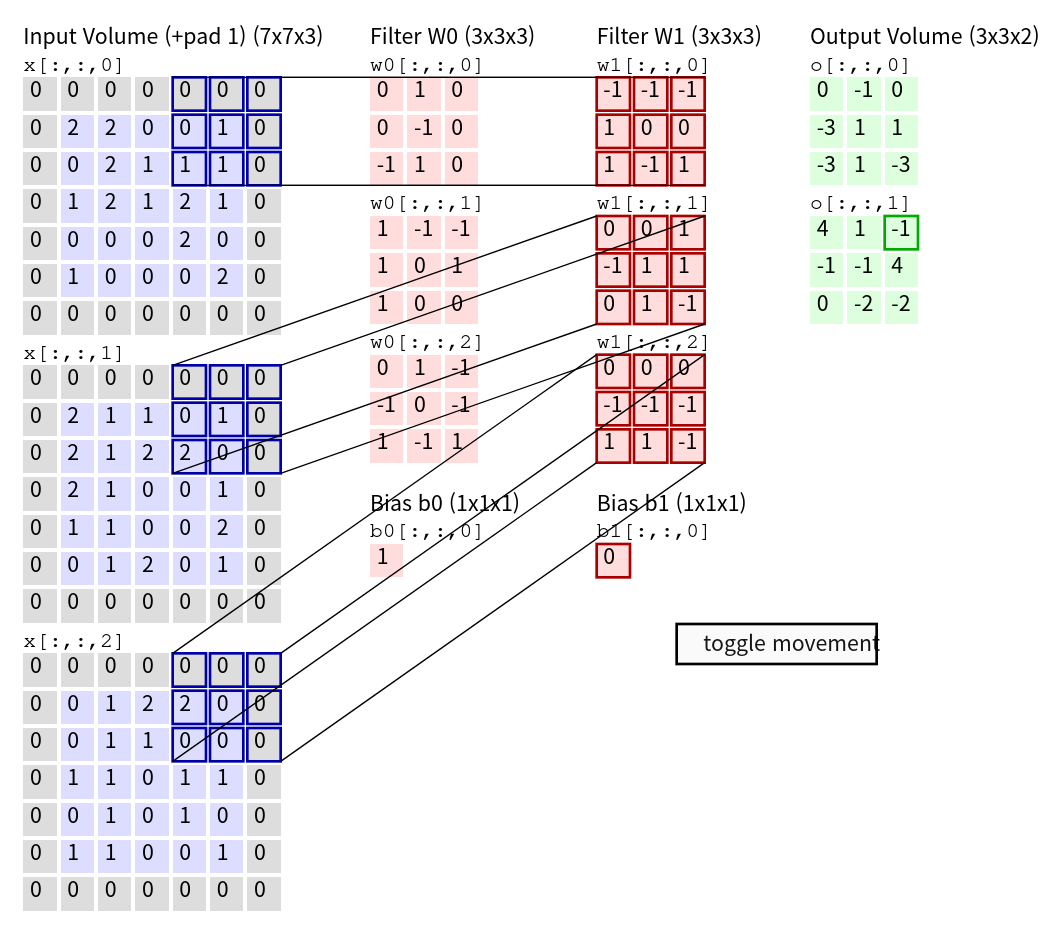 Input Volume (+pad 1) (7x7x3)
x[:,:,0]
0 0 0 0 0 0 0
0 2 2 0 0 1 0
0 0 2 1 1 1 0
0 1 2 1 2 1 0
0 0 0 0 2 0 0
0 1 0 0 0 2 0
0 0 0 0 0 0 0
x[:,:,1]
0 0 0 0 0 0 0
0 2 1 1 0 1 0
0 2 1 2 2 0 0
0 2 1 0 0 1 0
0 1 1 0 0 2 0
0 0 1 2 0 1 0
0 0 0 0 0 0 0
x[:,:,2]
0 0 0 0 0 0 0
0 0 1 2 2 0 0
0 0 1 1 0 0 0
0 1 1 0 1 1 0
0 0 1 0 1 0 0
0 1 1 0 0 1 0
0 0 0 0 0 0 0
Filter W0 (3x3x3)
w0[:,:,0]
0 1 0
0 -1 0
-1 1 0
w0[:,:,1]
1 -1 -1
1 0 1
1 0 0
w0[:,:,2]
0 1 -1
-1 0 -1
1 -1 1
Bias b0 (1x1x1)
b0[:,:,0]
1
Filter W1 (3x3x3)
w1[:,:,0]
-1 -1 -1
1 0 0
1 -1 1
w1[:,:,1]
0 0 1
-1 1 1
0 1 -1
w1[:,:,2]
0 0 0
-1 -1 -1
1 1 -1
Bias b1 (1x1x1)
b1[:,:,0]
0
Output Volume (3x3x2)
o[:,:,0]
0 -1 0
-3 1 1
-3 1 -3
o[:,:,1]
4 1 -1
-1 -1 4
0 -2 -2
toggle movement